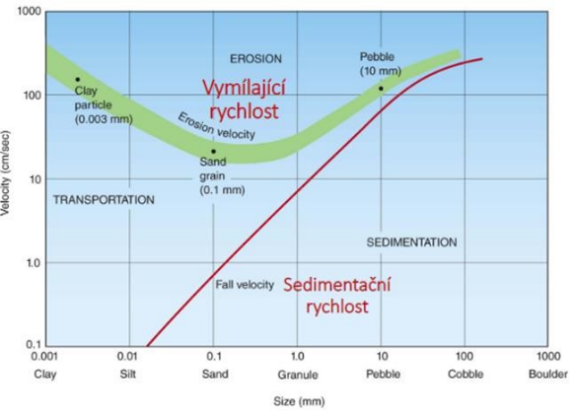 1000
EROSION
Pebble
(10 mm)
Vymílající
rychlost
100
Clay
particle
(0.003 mm)
Erosion velocity
Sand
grain
(0.1 mm)
Velocity (cm/sec)
10
TRANSPORTATION
SEDIMENTATION
1.0
Fall velocity
Sedimentační
rychlost
0.1
0.001 0.01 0.1 1.0 10 100 1000
Clay Silt Sand Granule Pebble Cobble Boulder
Size (mm)